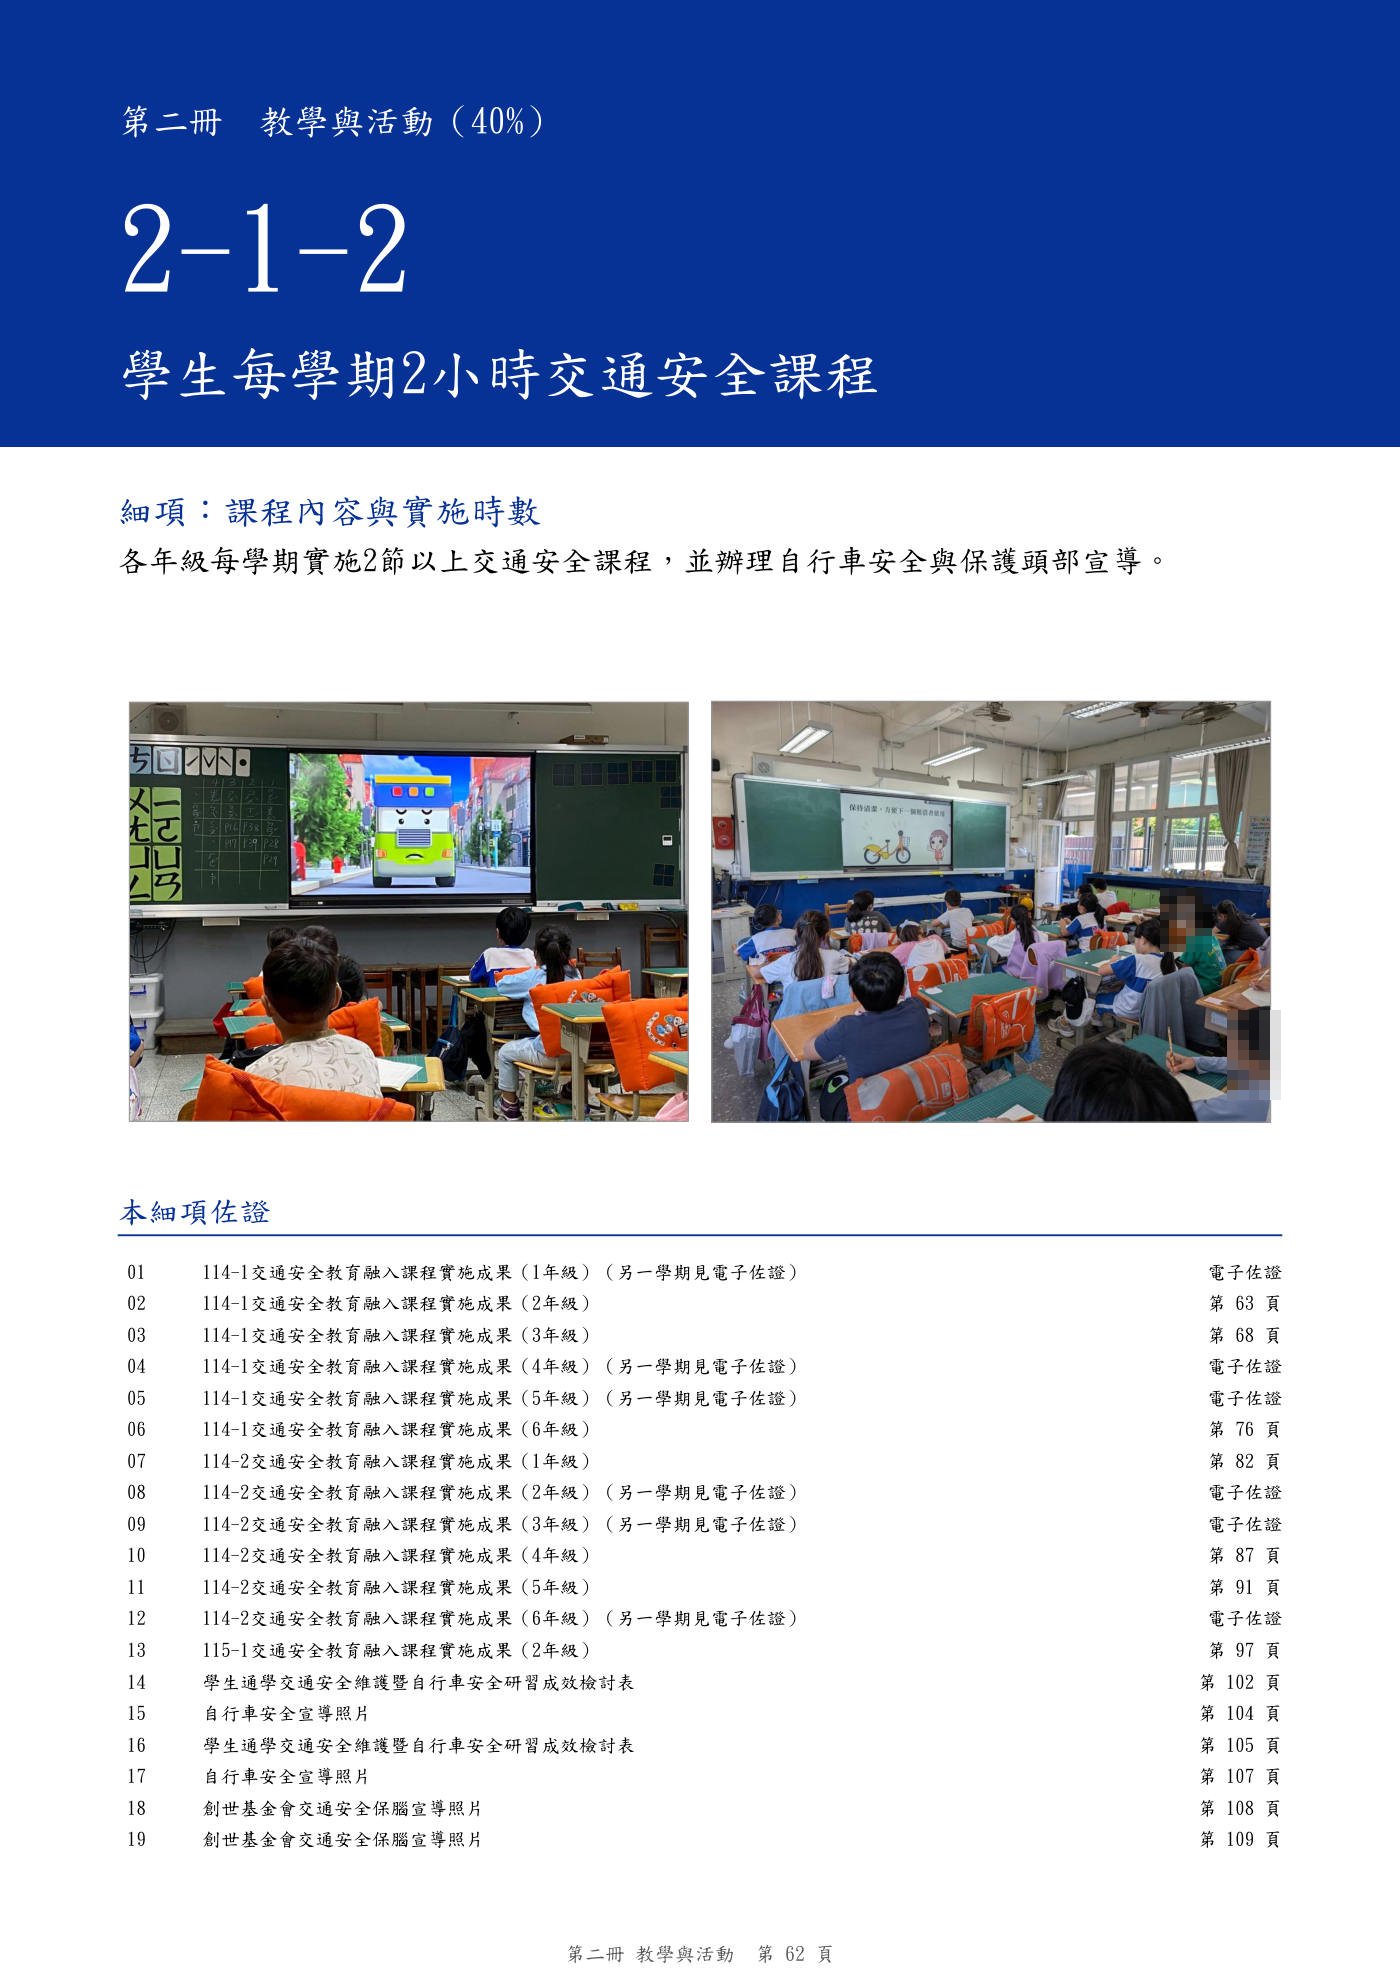 第二冊 教學與活動（40%）
2-1-2
學生每學期2小時交通安全課程
細項：課程內容與實施時數
各年級每學期實施2節以上交通安全課程，並辦理自行車安全與保護頭部宣導。
保持清潔，方便下一個租借者使用
本細項佐證
01 114-1交通安全教育融入課程實施成果（1年級）（另一學期見電子佐證） 電子佐證
02 114-1交通安全教育融入課程實施成果（2年級） 第 63 頁
03 114-1交通安全教育融入課程實施成果（3年級） 第 68 頁
04 114-1交通安全教育融入課程實施成果（4年級）（另一學期見電子佐證） 電子佐證
05 114-1交通安全教育融入課程實施成果（5年級）（另一學期見電子佐證） 電子佐證
06 114-1交通安全教育融入課程實施成果（6年級） 第 76 頁
07 114-2交通安全教育融入課程實施成果（1年級） 第 82 頁
08 114-2交通安全教育融入課程實施成果（2年級）（另一學期見電子佐證） 電子佐證
09 114-2交通安全教育融入課程實施成果（3年級）（另一學期見電子佐證） 電子佐證
10 114-2交通安全教育融入課程實施成果（4年級） 第 87 頁
11 114-2交通安全教育融入課程實施成果（5年級） 第 91 頁
12 114-2交通安全教育融入課程實施成果（6年級）（另一學期見電子佐證） 電子佐證
13 115-1交通安全教育融入課程實施成果（2年級） 第 97 頁
14 學生通學交通安全維護暨自行車安全研習成效檢討表 第 102 頁
15 自行車安全宣導照片 第 104 頁
16 學生通學交通安全維護暨自行車安全研習成效檢討表 第 105 頁
17 自行車安全宣導照片 第 107 頁
18 創世基金會交通安全保腦宣導照片 第 108 頁
19 創世基金會交通安全保腦宣導照片 第 109 頁
第二冊 教學與活動 第 62 頁